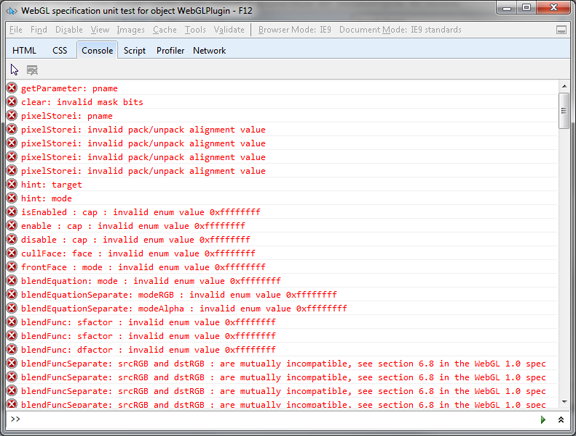 WebGL specification unit test for object WebGLPlugin - F12
File Find Disable View Images Cache Tools Validate Browser Mode: IE9 Document Mode: IE9 standards
HTML CSS Console Script Profiler Network
getParameter: pname
clear: invalid mask bits
pixelStorei: pname
pixelStorei: invalid pack/unpack alignment value
pixelStorei: invalid pack/unpack alignment value
pixelStorei: invalid pack/unpack alignment value
pixelStorei: invalid pack/unpack alignment value
hint: target
hint: mode
isEnabled : cap : invalid enum value 0xffffffff
enable : cap : invalid enum value 0xffffffff
disable : cap : invalid enum value 0xffffffff
cullFace: face : invalid enum value 0xffffffff
frontFace : mode : invalid enum value 0xffffffff
blendEquation: mode : invalid enum value 0xffffffff
blendEquationSeparate: modeRGB : invalid enum value 0xffffffff
blendEquationSeparate: modeAlpha : invalid enum value 0xffffffff
blendFunc: sfactor : invalid enum value 0xffffffff
blendFunc: sfactor : invalid enum value 0xffffffff
blendFunc: dfactor : invalid enum value 0xffffffff
blendFuncSeparate: srcRGB and dstRGB : are mutually incompatible, see section 6.8 in the WebGL 1.0 spec
blendFuncSeparate: srcRGB and dstRGB : are mutually incompatible, see section 6.8 in the WebGL 1.0 spec
blendFuncSeparate: srcRGB and dstRGB : are mutually incompatible, see section 6.8 in the WebGL 1.0 spec
blendFuncSeparate: srcRGB and dstRGB : are mutually incompatible, see section 6.8 in the WebGL 1.0 spec
>>